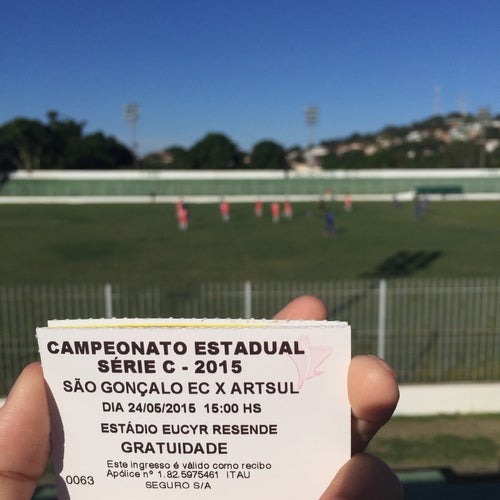 CAMPEONATO ESTADUAL
SÉRIE C - 2015
SÃO GONÇALO EC X ARTSUL
DIA 24/05/2015 15:00 HS
ESTÁDIO EUCYR RESENDE
GRATUIDADE
Este ingresso é válido como recibo
Apólice n° 1.82.5975461 ITAU
SEGURO S/A
0063